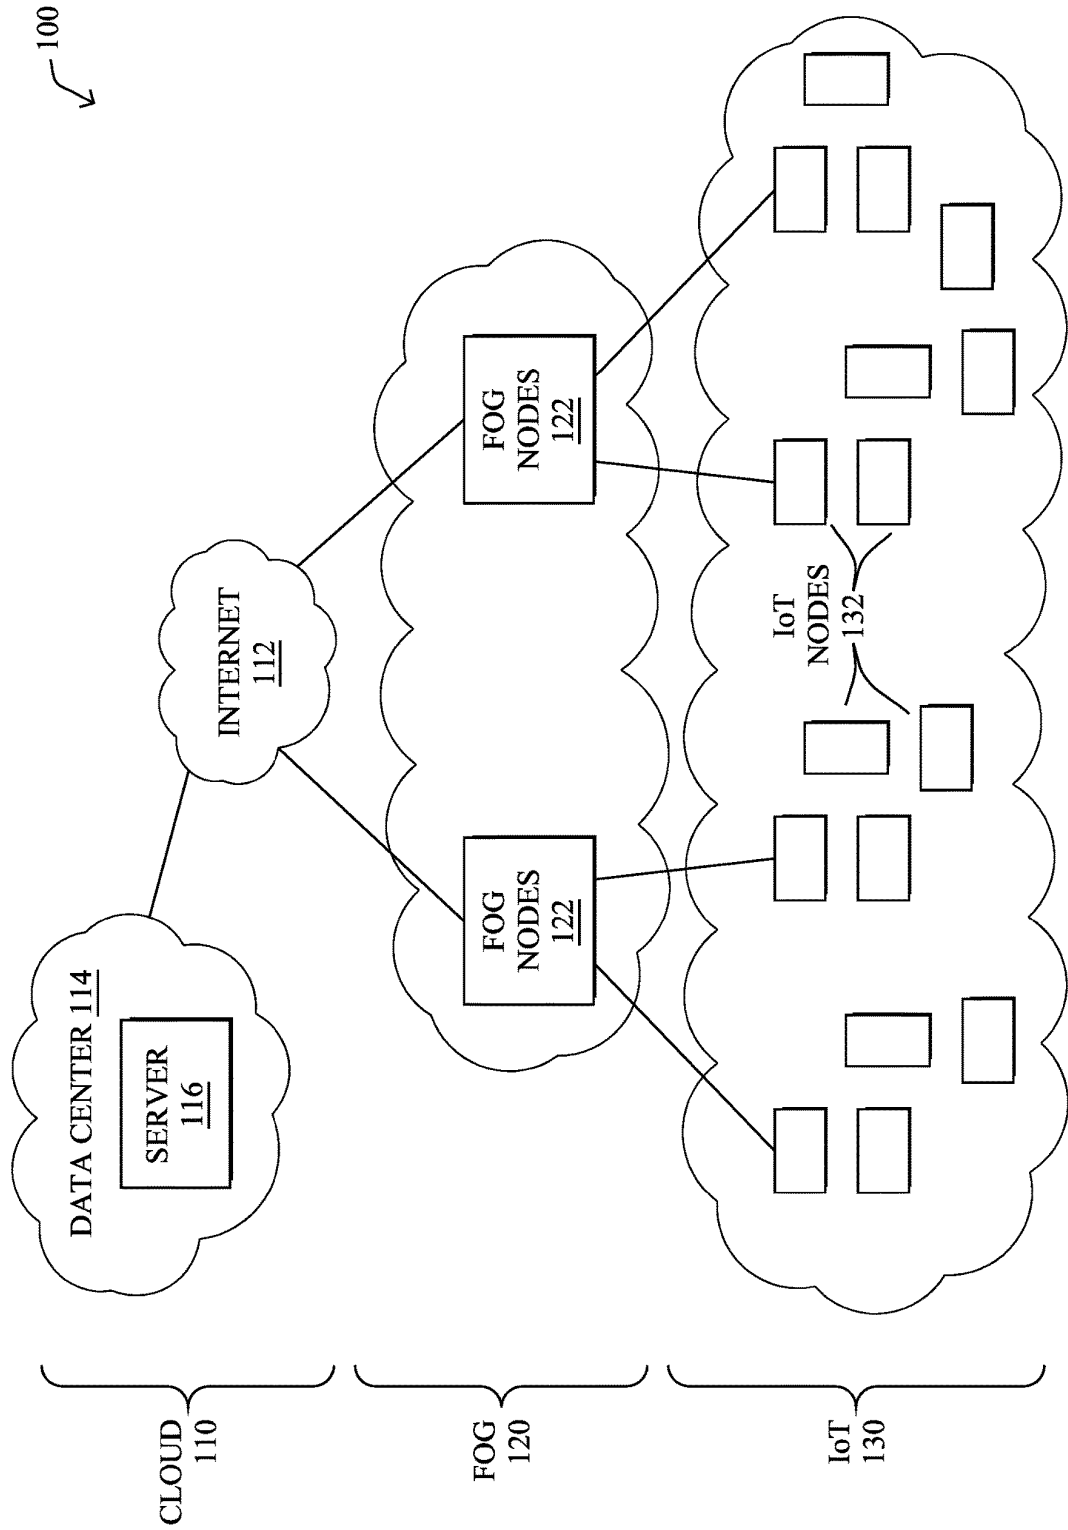 100
CLOUD
110
DATA CENTER 114
SERVER
116
INTERNET
112
FOG
120
FOG
NODES
122
FOG
NODES
122
IoT
130
IoT
NODES
132